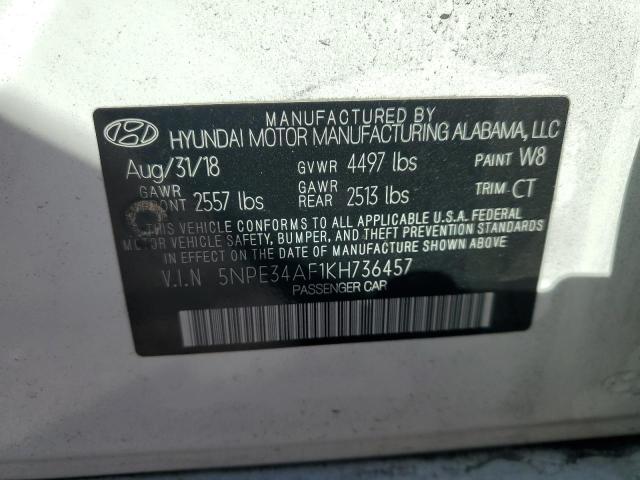 MANUFACTURED BY
HYUNDAI MOTOR MANUFACTURING ALABAMA, LLC
Aug/31/18 GVWR 4497 lbs PAINT W8
GAWR FRONT 2557 lbs GAWR REAR 2513 lbs TRIM CT
THIS VEHICLE CONFORMS TO ALL APPLICABLE U.S.A. FEDERAL
MOTOR VEHICLE SAFETY, BUMPER, AND THEFT PREVENTION STANDARDS
IN EFFECT ON THE DATE OF MANUFACTURE SHOWN ABOVE
V.I.N 5NPE34AF1KH736457
PASSENGER CAR